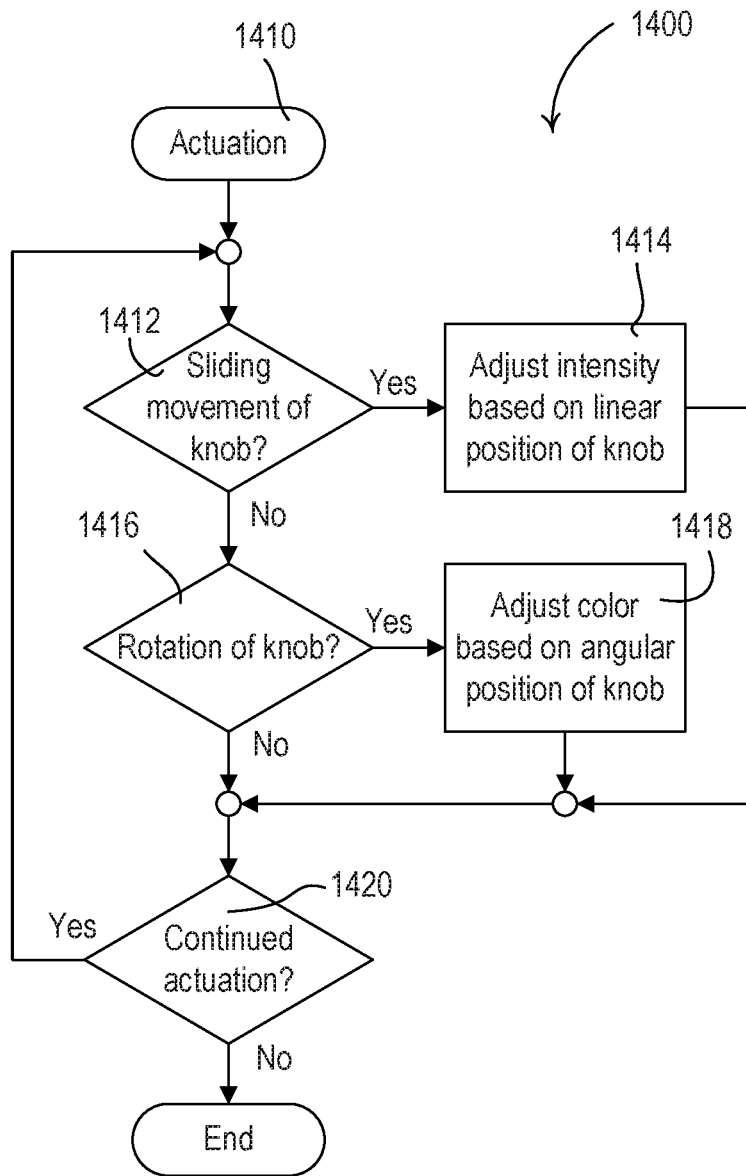 1400
1410
Actuation
1412
Sliding
movement of
knob?
Yes
No
1414
Adjust intensity
based on linear
position of knob
1416
Rotation of knob?
Yes
No
1418
Adjust color
based on angular
position of knob
1420
Continued
actuation?
Yes
No
End